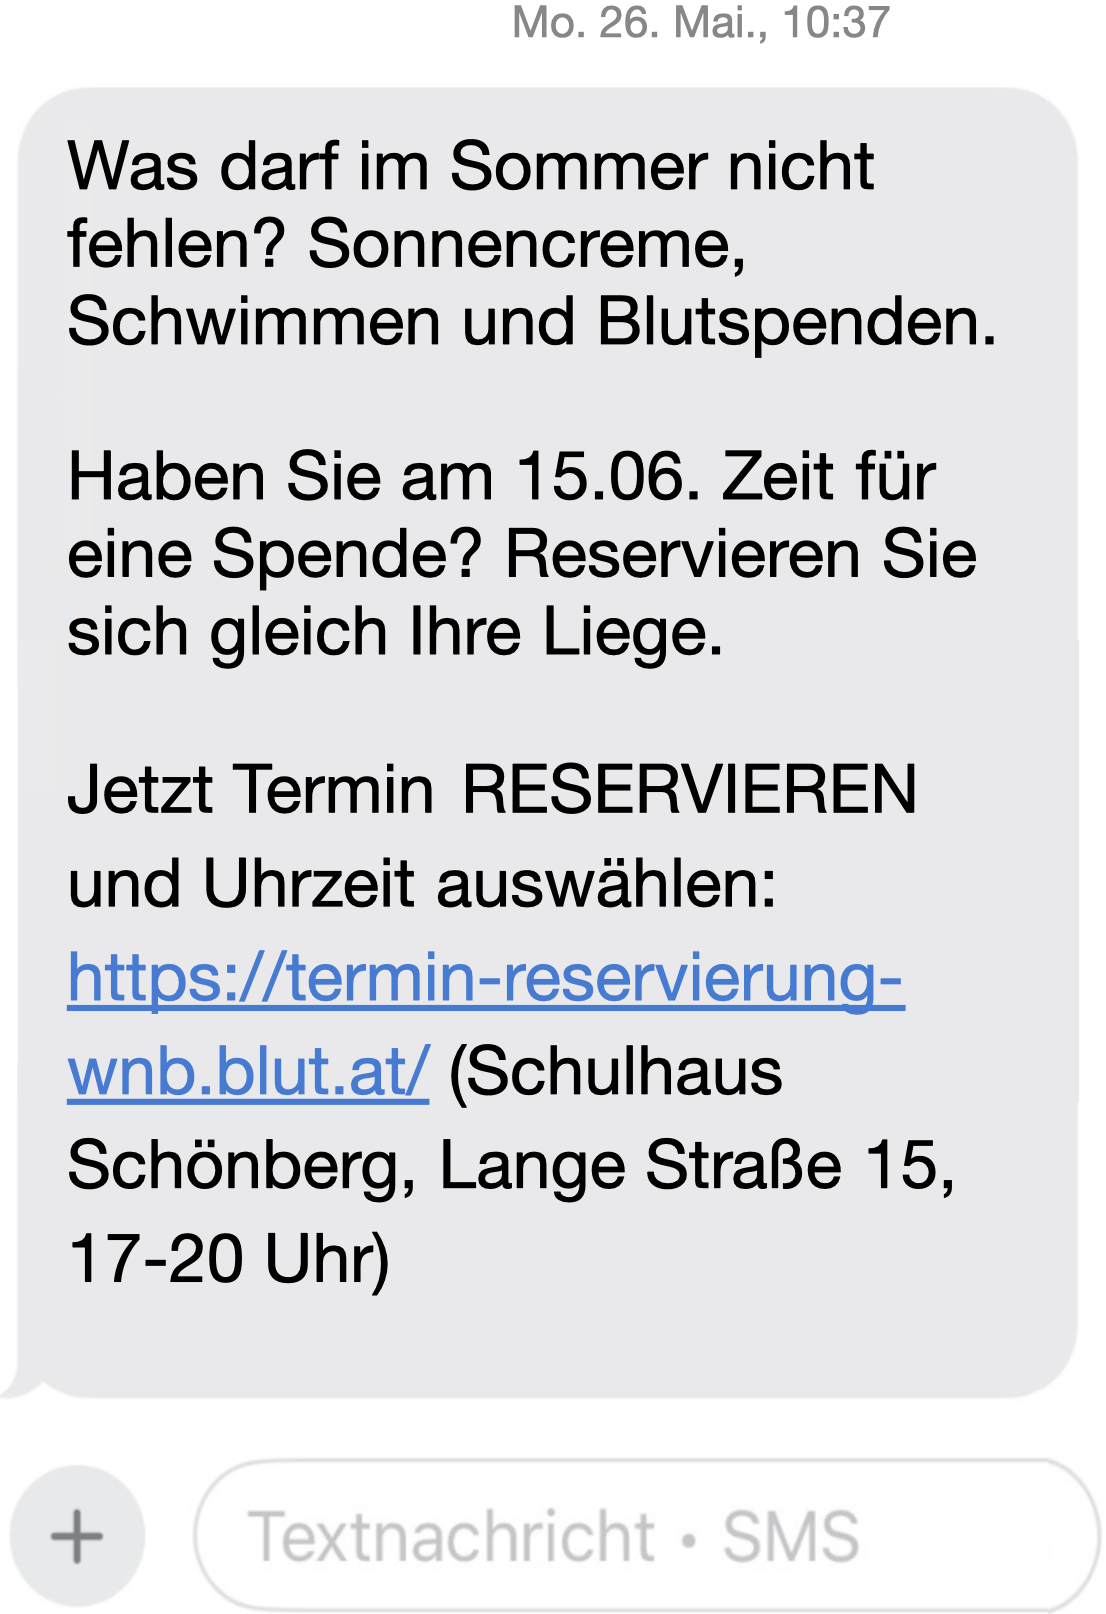 Mo. 26. Mai., 10:37
Was darf im Sommer nicht
fehlen? Sonnencreme,
Schwimmen und Blutspenden.
Haben Sie am 15.06. Zeit für
eine Spende? Reservieren Sie
sich gleich Ihre Liege.
Jetzt Termin RESERVIEREN
und Uhrzeit auswählen:
https://termin-reservierung-
wnb.blut.at/ (Schulhaus
Schönberg, Lange Straße 15,
17-20 Uhr)
Textnachricht • SMS